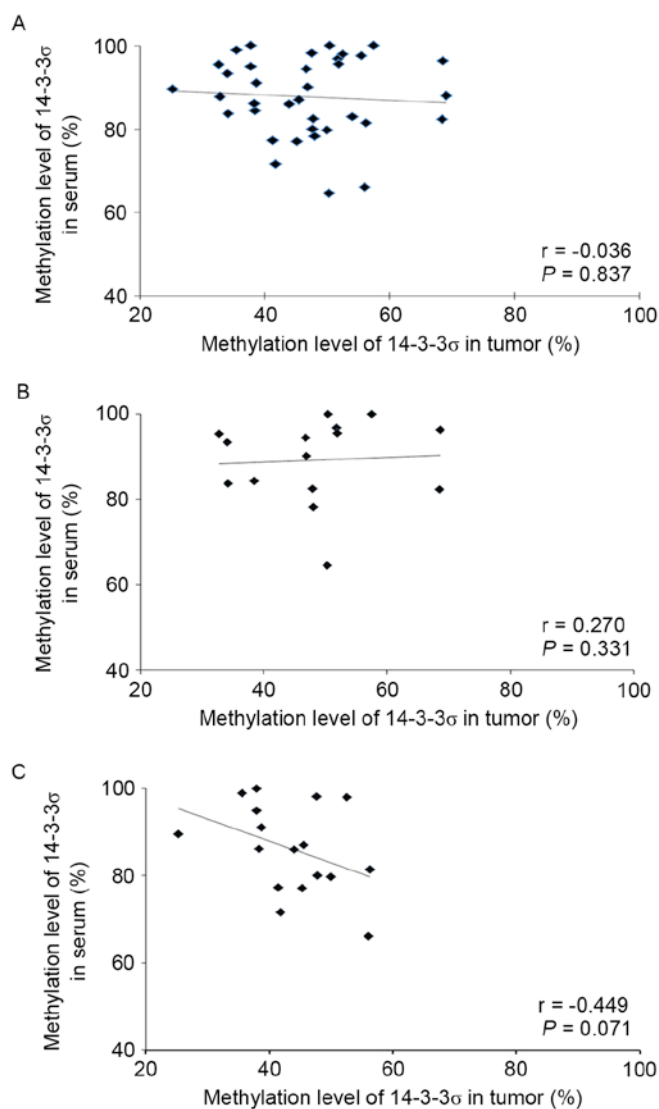 A
Methylation level of 14-3-3σ
in serum (%)
100
80
60
40
20
40
60
80
100
r = -0.036
P = 0.837
Methylation level of 14-3-3σ in tumor (%)
B
Methylation level of 14-3-3σ
in serum (%)
100
80
60
40
20
40
60
80
100
r = 0.270
P = 0.331
Methylation level of 14-3-3σ in tumor (%)
C
Methylation level of 14-3-3σ
in serum (%)
100
80
60
40
20
40
60
80
100
r = -0.449
P = 0.071
Methylation level of 14-3-3σ in tumor (%)